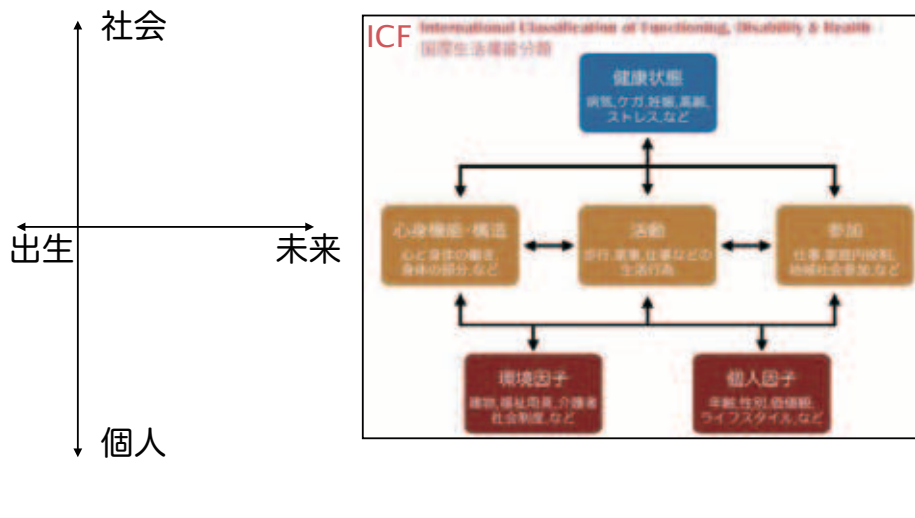 社会
出生
未来
個人
ICF
International Classification of Functioning, Disability & Health
国際生活機能分類
健康状態
病気,ケガ,妊娠,高齢,
ストレス,など
心身機能・構造
心と身体の働き,
身体の部分,など
活動
歩行,家事,仕事などの
生活行為
参加
仕事,家庭内役割,
地域社会参加,など
環境因子
建物,福祉用具,介護者
社会制度,など
個人因子
年齢,性別,価値観,
ライフスタイル,など